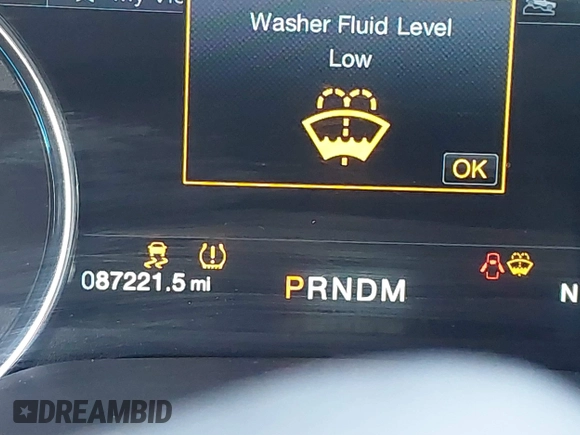 Washer Fluid Level
Low
OK
087221.5 mi
PRNDM
N
DREAMBID